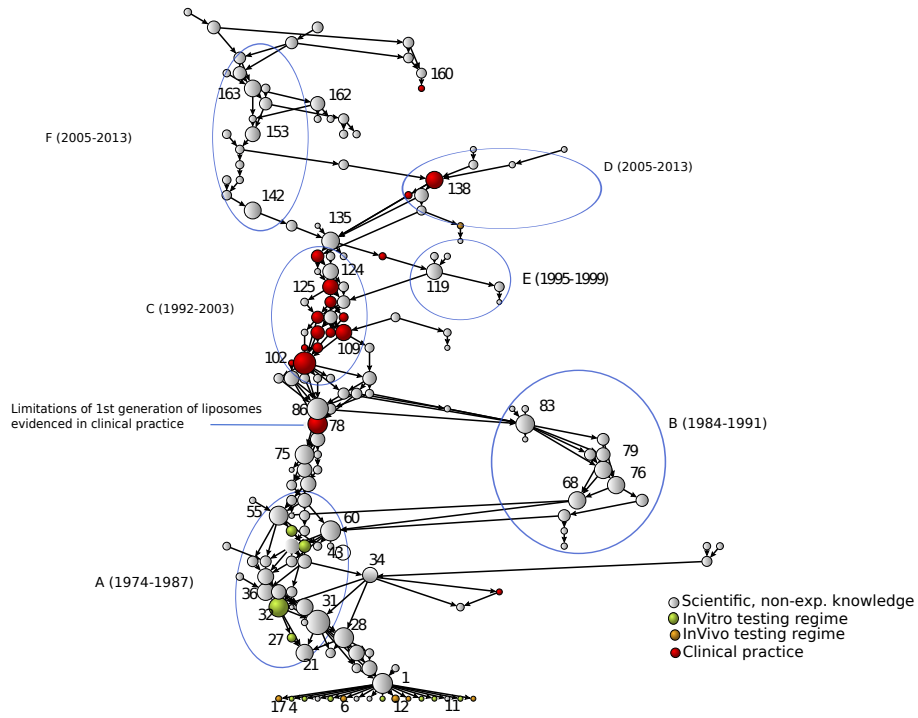 160
163
162
153
F (2005-2013)
D (2005-2013)
138
142
135
124
119
E (1995-1999)
125
C (1992-2003)
109
102
86
83
Limitations of 1st generation of liposomes
evidenced in clinical practice
78
B (1984-1991)
75
79
76
68
55
60
43
34
A (1974-1987)
36
32
31
28
27
21
Scientific, non-exp. knowledge
InVitro testing regime
InVivo testing regime
Clinical practice
1
17 4 6 12 11